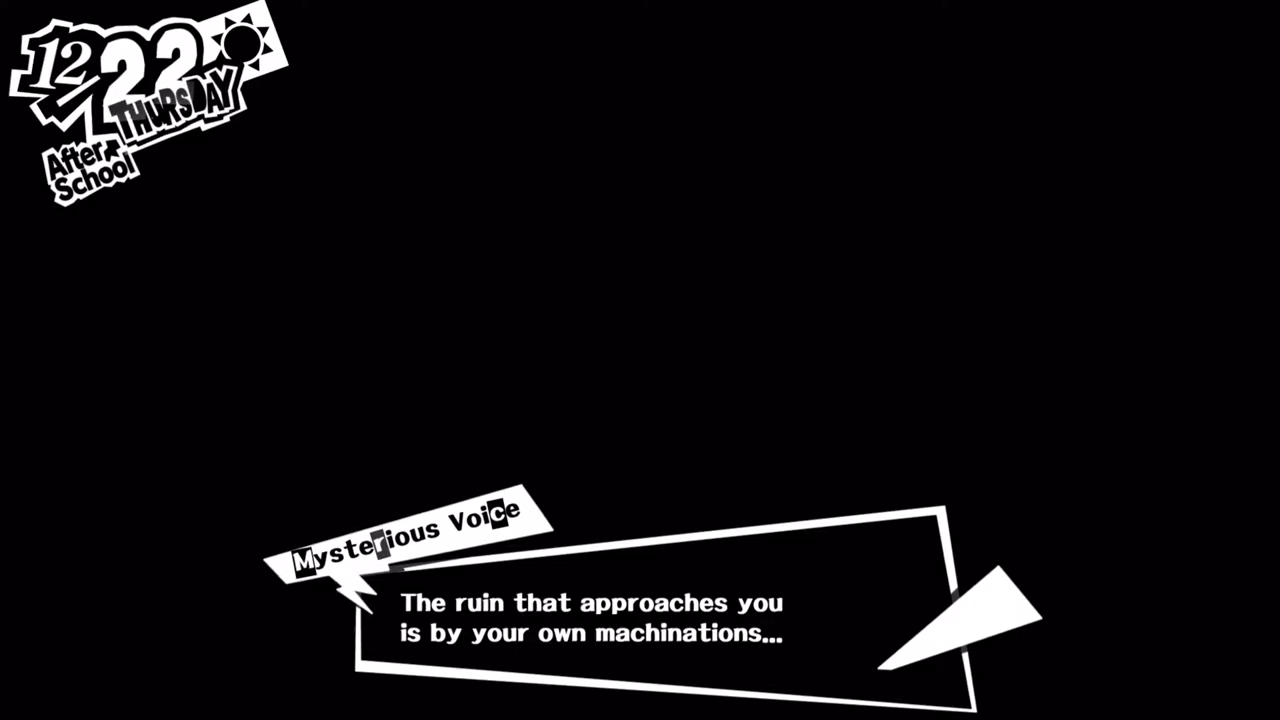 12/22
THURSDAY
After
School
Mysterious Voice
The ruin that approaches you
is by your own machinations...